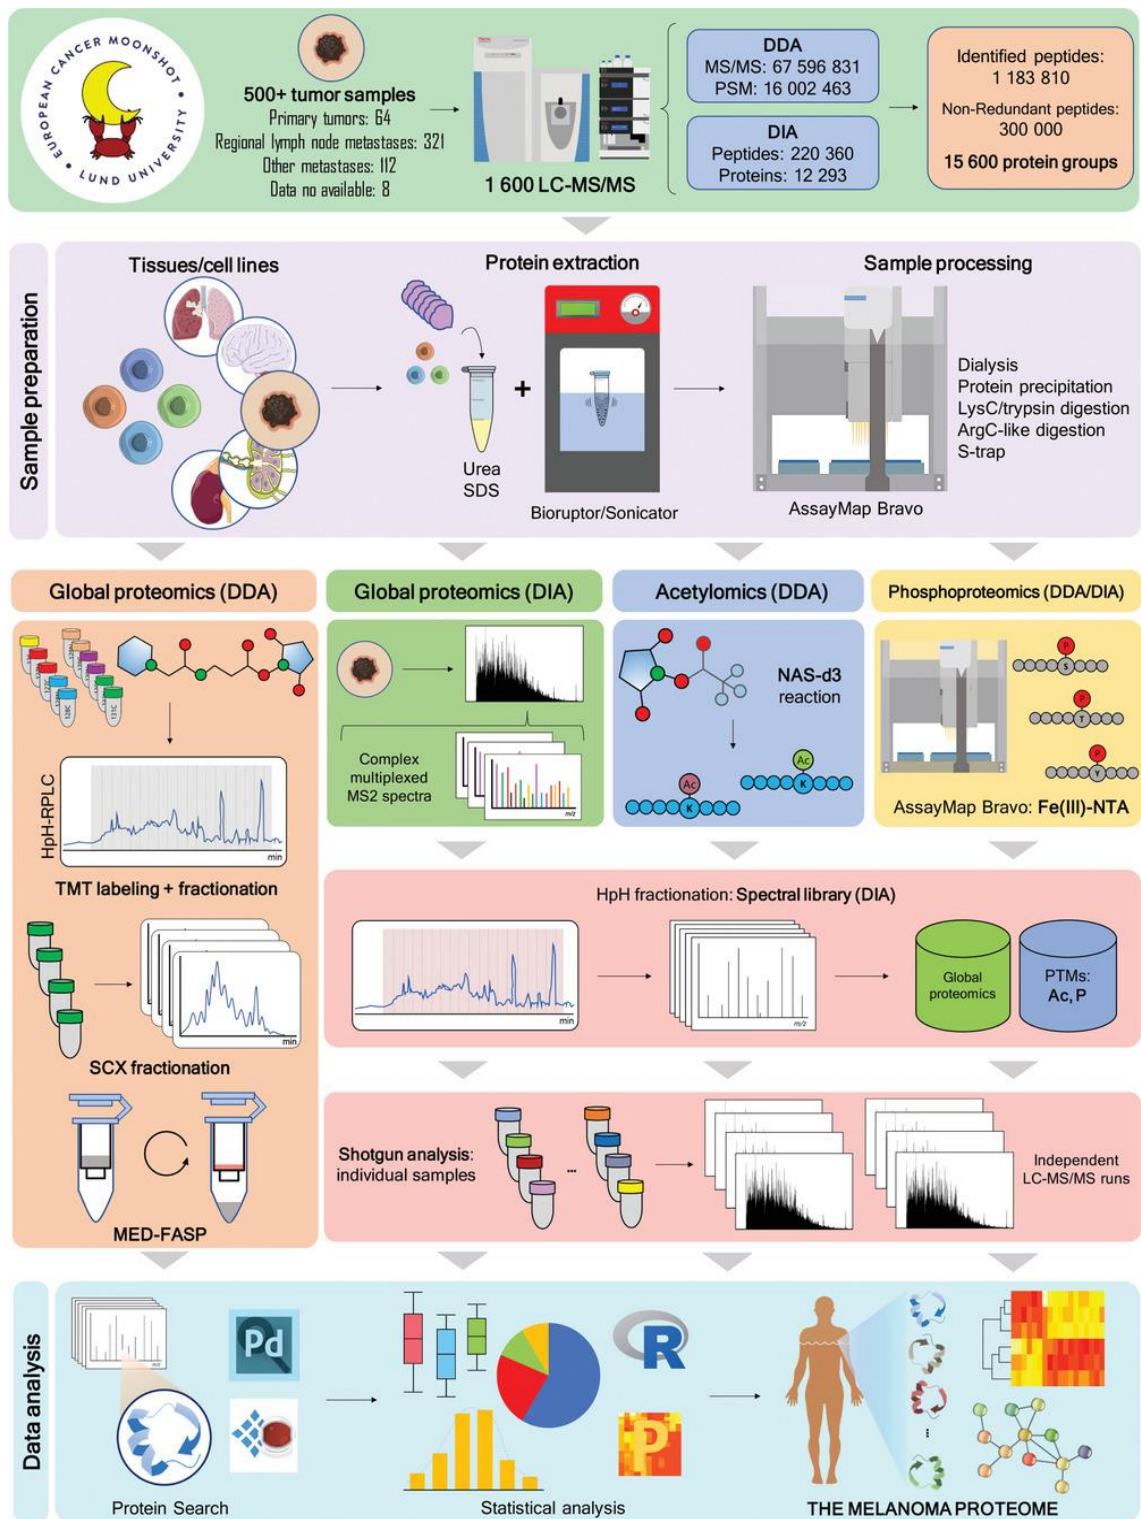 EUROPEAN CANCER MOONSHOT
LUND UNIVERSITY
500+ tumor samples
Primary tumors: 64
Regional lymph node metastases: 321
Other metastases: 112
Data no available: 8
1 600 LC-MS/MS
DDA
MS/MS: 67 596 831
PSM: 16 002 463
DIA
Peptides: 220 360
Proteins: 12 293
Identified peptides:
1 183 810
Non-Redundant peptides:
300 000
15 600 protein groups
Sample preparation
Tissues/cell lines
Protein extraction
Urea
SDS
+
Bioruptor/Sonicator
Sample processing
Dialysis
Protein precipitation
LysC/trypsin digestion
ArgC-like digestion
S-trap
AssayMap Bravo
Global proteomics (DDA)
128C
131C
HpH-RPLC
min
TMT labeling + fractionation
min
SCX fractionation
MED-FASP
Global proteomics (DIA)
Complex
multiplexed
MS2 spectra
m/z
Acetylomics (DDA)
NAS-d3
reaction
Ac
K
Ac
K
Phosphoproteomics (DDA/DIA)
P
S
P
T
P
Y
AssayMap Bravo: Fe(III)-NTA
HpH fractionation: Spectral library (DIA)
min
m/z
Global
proteomics
PTMs:
Ac, P
Shotgun analysis:
individual samples
...
Independent
LC-MS/MS runs
Data analysis
Pd
Protein Search
R
P
Statistical analysis
...
THE MELANOMA PROTEOME